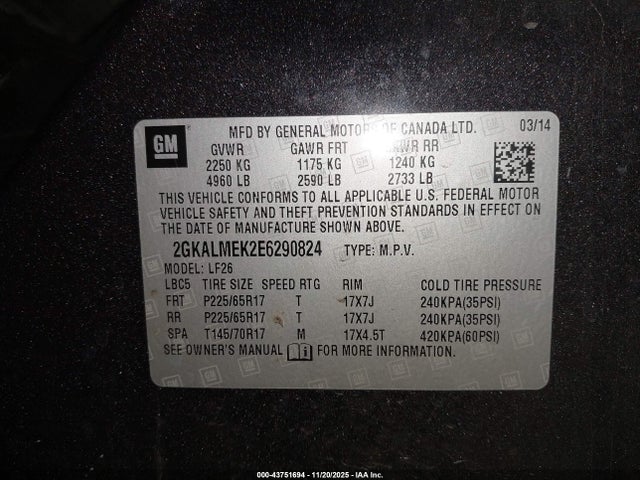 GM
MFD BY GENERAL MOTORS OF CANADA LTD. 03/14
GVWR GAWR FRT GAWR RR
2250 KG 1175 KG 1240 KG
4960 LB 2590 LB 2733 LB
THIS VEHICLE CONFORMS TO ALL APPLICABLE U.S. FEDERAL MOTOR
VEHICLE SAFETY AND THEFT PREVENTION STANDARDS IN EFFECT ON
THE DATE OF MANUFACTURE SHOWN ABOVE.
2GKALMEK2E6290824 TYPE: M.P.V.
MODEL: LF26
LBC5 TIRE SIZE SPEED RTG RIM COLD TIRE PRESSURE
FRT P225/65R17 T 17X7J 240KPA(35PSI)
RR P225/65R17 T 17X7J 240KPA(35PSI)
SPA T145/70R17 M 17X4.5T 420KPA(60PSI)
SEE OWNER'S MANUAL FOR MORE INFORMATION.
000-43751694 - 11/20/2025 - IAA Inc.